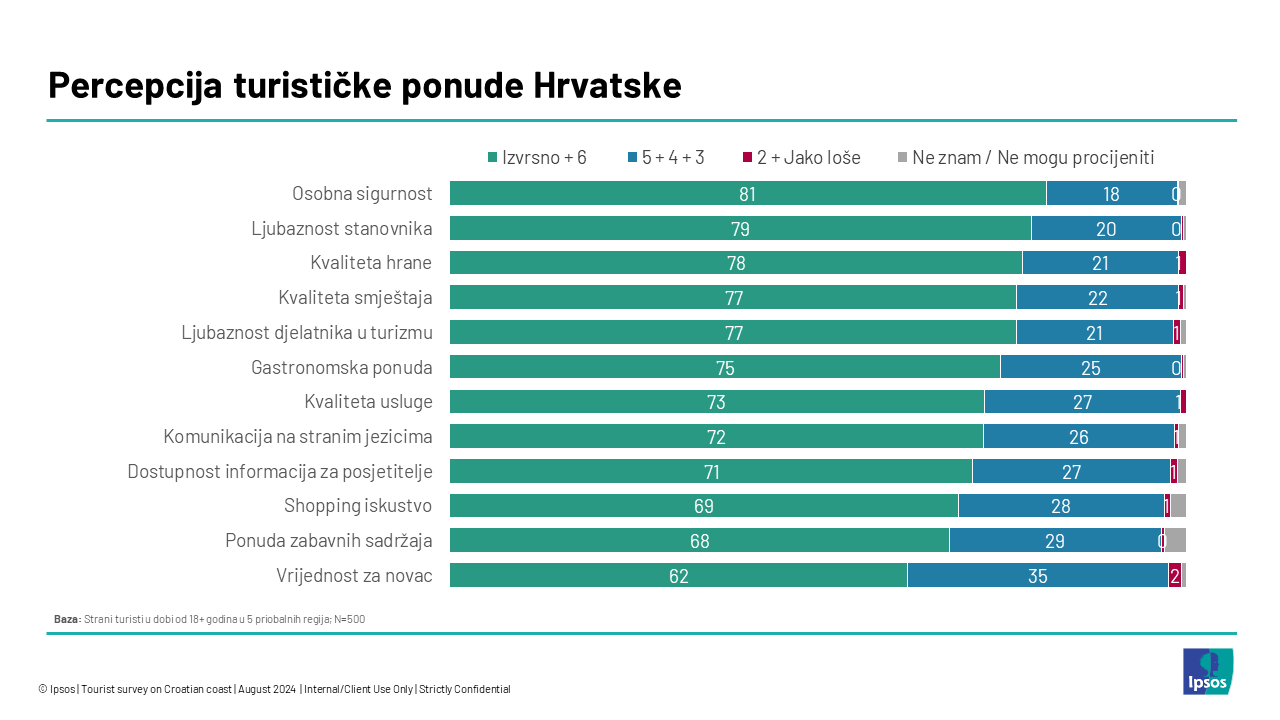 Percepcija turističke ponude Hrvatske
Izvrsno + 6 5 + 4 + 3 2 + Jako loše Ne znam / Ne mogu procijeniti
Osobna sigurnost 81 18 0
Ljubaznost stanovnika 79 20 0
Kvaliteta hrane 78 21 1
Kvaliteta smještaja 77 22 1
Ljubaznost djelatnika u turizmu 77 21 1
Gastronomska ponuda 75 25 0
Kvaliteta usluge 73 27 1
Komunikacija na stranim jezicima 72 26 1
Dostupnost informacija za posjetitelje 71 27 1
Shopping iskustvo 69 28 1
Ponuda zabavnih sadržaja 68 29 0
Vrijednost za novac 62 35 2
Baza: Strani turisti u dobi od 18+ godina u 5 priobalnih regija; N=500
© Ipsos | Tourist survey on Croatian coast | August 2024 | Internal/Client Use Only | Strictly Confidential
Ipsos